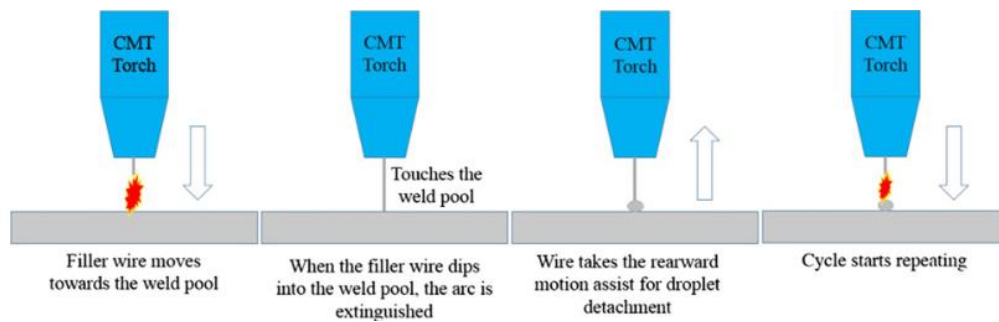 CMT
Torch
CMT
Torch
CMT
Torch
CMT
Torch
Touches the
weld pool
Filler wire moves
towards the weld pool
When the filler wire dips
into the weld pool, the arc is
extinguished
Wire takes the rearward
motion assist for droplet
detachment
Cycle starts repeating